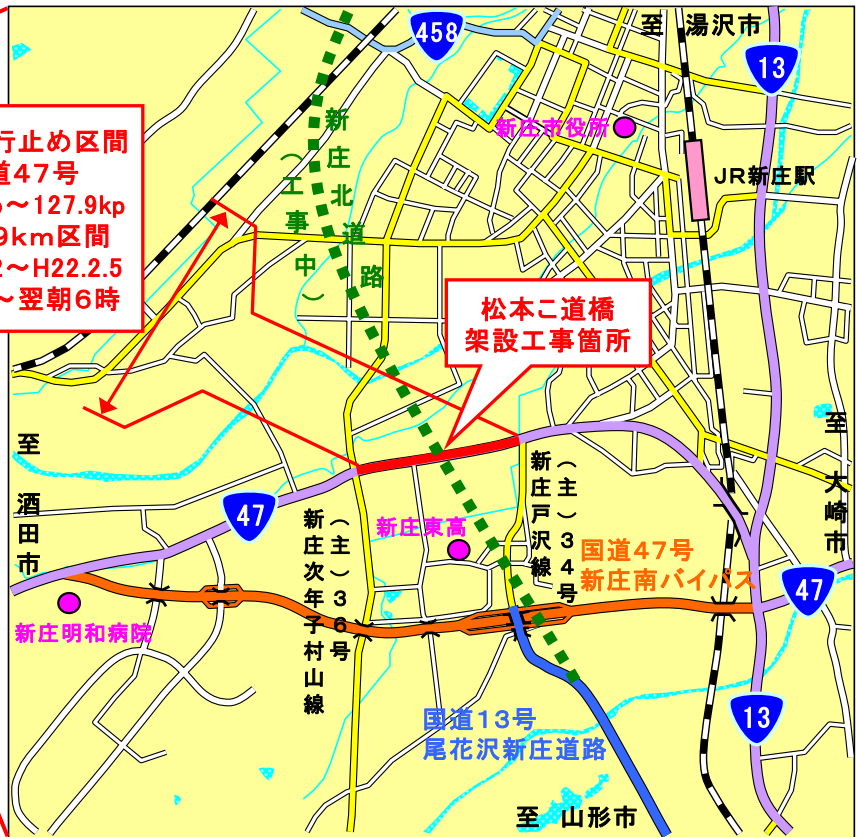 458
至 湯沢市
13
新庄市役所
行止め区間
道47号
～127.9kp
9km区間
～H22.2.5
～翌朝6時
新庄北道路
（工事中）
JR新庄駅
松本こ道橋
架設工事箇所
至 酒田市
47
（主）36号
新庄次年子村山線
新庄東高
（主）34号
新庄戸沢線
国道47号
新庄南バイパス
至 大崎市
47
新庄明和病院
国道13号
尾花沢新庄道路
13
至 山形市